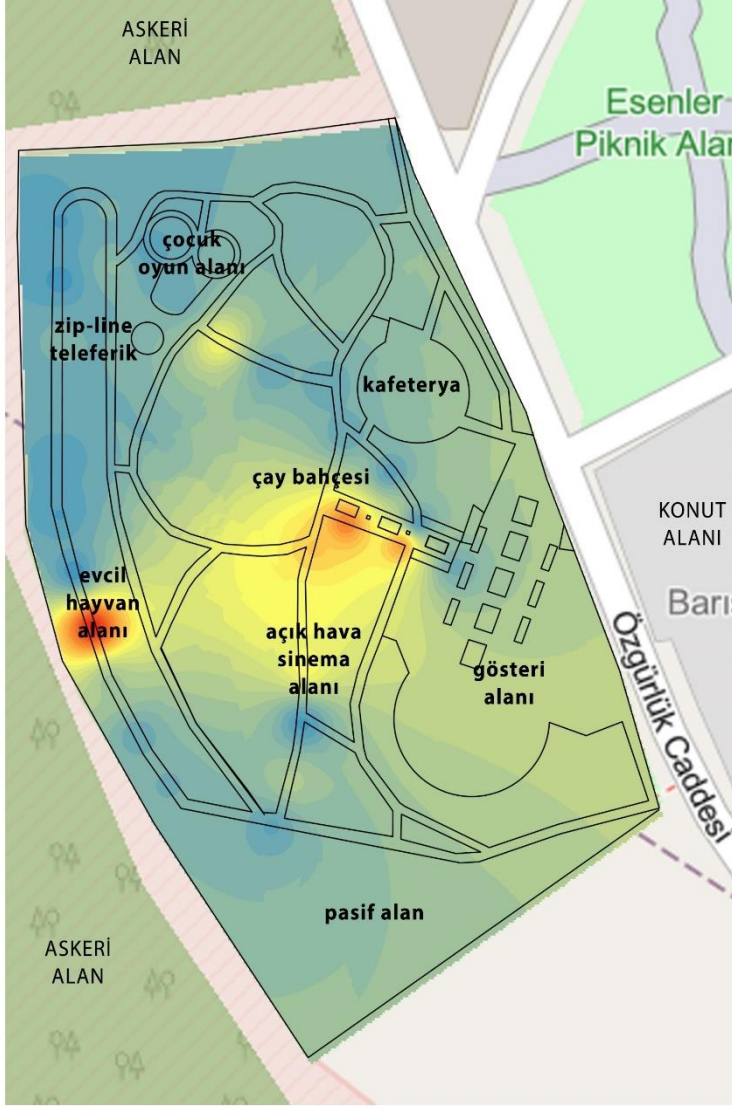 ASKERİ
ALAN
Esenler
Piknik Alan
çocuk
oyun alanı
zip-line
teleferik
kafeterya
çay bahçesi
KONUT
ALANI
Barış
evcil
hayvan
alanı
açık hava
sinema
alanı
gösteri
alanı
Özgürlük Caddesi
pasif alan
ASKERİ
ALAN